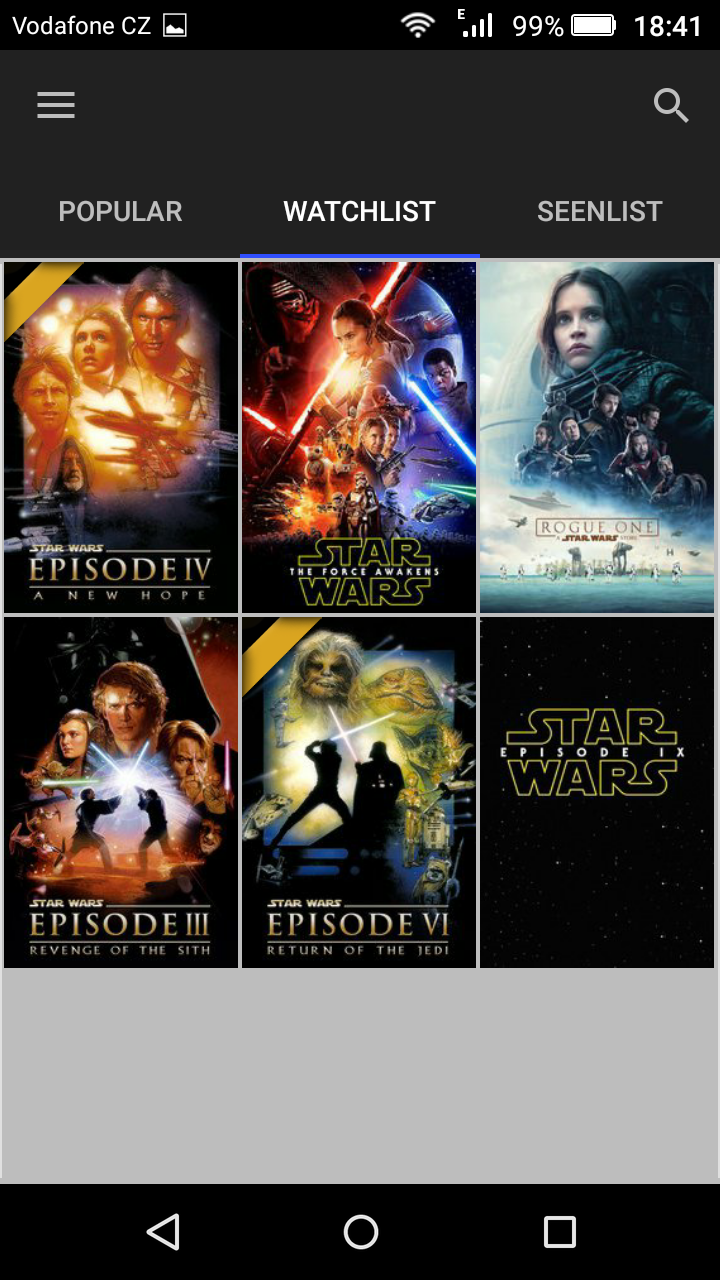 Vodafone CZ
E
99%
18:41
POPULAR
WATCHLIST
SEENLIST
STAR WARS
EPISODE IV
A NEW HOPE
STAR
THE FORCE AWAKENS
WARS
ROGUE ONE
A STAR WARS STORY
STAR WARS
EPISODE III
REVENGE OF THE SITH
STAR WARS
EPISODE VI
RETURN OF THE JEDI
STAR
EPISODE IX
WARS